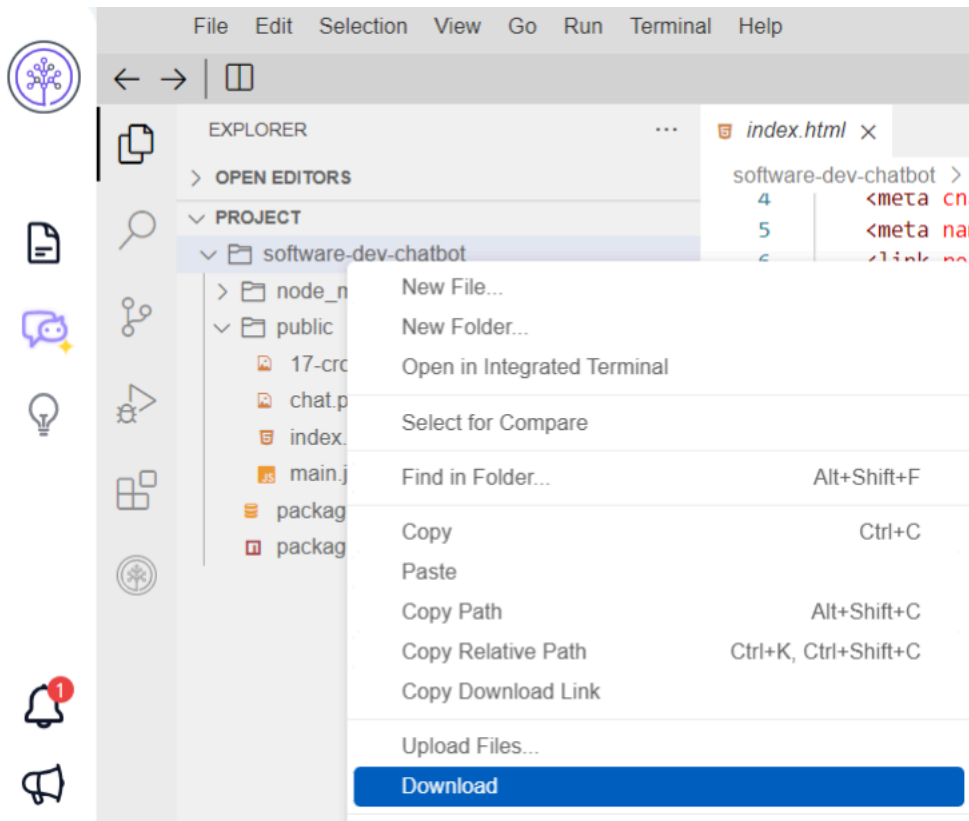 File Edit Selection View Go Run Terminal Help
EXPLORER
index.html
OPEN EDITORS
software-dev-chatbot
PROJECT
4 <meta
5 <meta
software-dev-chatbot
6
New File...
New Folder...
public
Open in Integrated Terminal
Select for Compare
Find in Folder... Alt+Shift+F
Copy Ctrl+C
Paste
Copy Path Alt+Shift+C
Copy Relative Path Ctrl+K, Ctrl+Shift+C
Copy Download Link
1
Upload Files...
Download